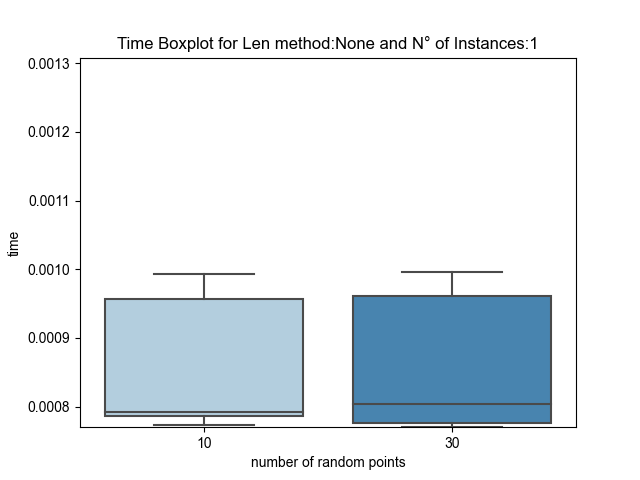 Time Boxplot for Len method:None and N° of Instances:1
0.0013
0.0012
0.0011
0.0010
0.0009
0.0008
time
10 30
number of random points